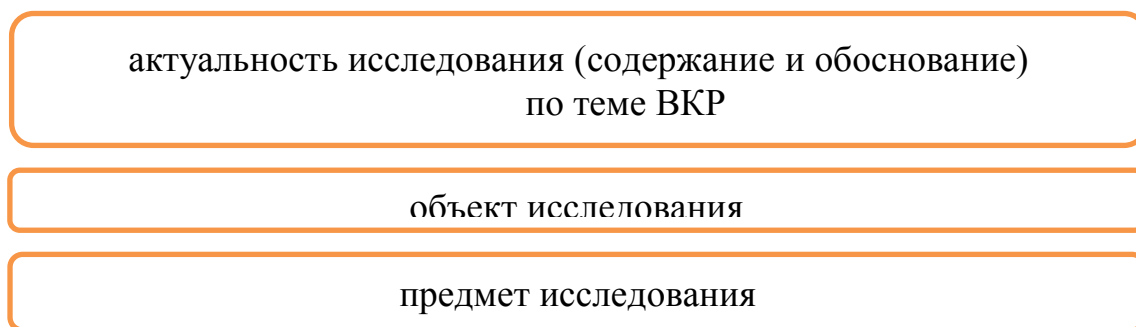 актуальность исследования (содержание и обоснование)
по теме ВКР
объект исследования
предмет исследования